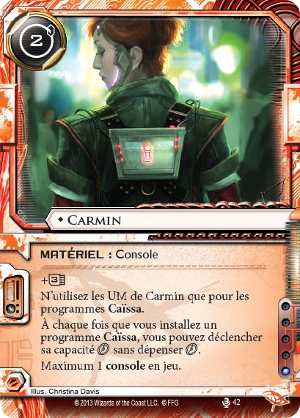 2
• CARMIN
MATÉRIEL : Console
+3
N'utilisez les UM de Carmin que pour les
programmes Caïssa.
À chaque fois que vous installez un
programme Caïssa, vous pouvez déclencher
sa capacité sans dépenser .
Maximum 1 console en jeu.
Illus. Christina Davis
© 2013 Wizards of the Coast LLC. © FFG 42